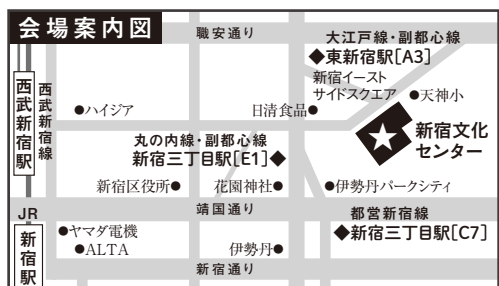 会場案内図
職安通り
大江戸線・副都心線
◆東新宿駅[A3]
新宿イースト
サイドスクエア
●天神小
西武新宿駅
西武新宿線
●ハイジア
日清食品●
新宿文化
センター
丸の内線・副都心線
新宿三丁目駅[E1]◆
新宿区役所●
花園神社●
●伊勢丹パークシティ
JR
新宿駅
靖国通り
都営新宿線
◆新宿三丁目駅[C7]
●ヤマダ電機
●ALTA
伊勢丹●
新宿通り